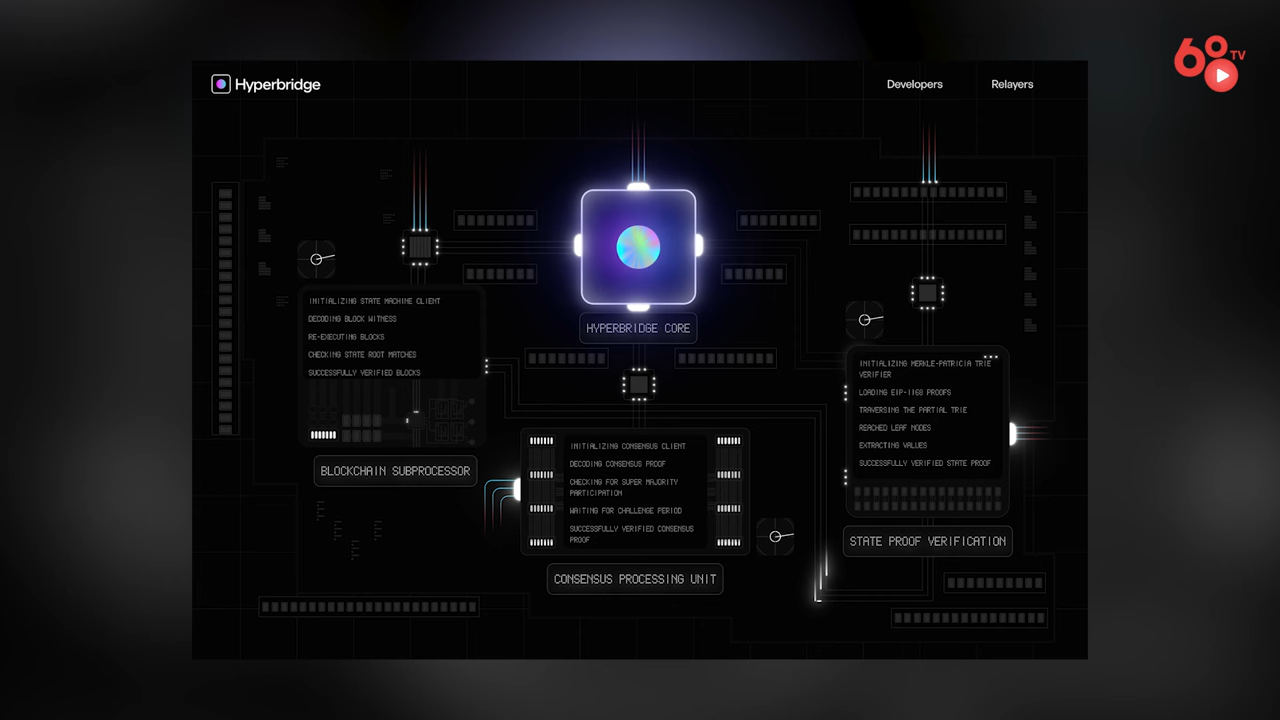 68
TV
Hyperbridge
Developers
Relayers
INITIALIZING STATE MACHINE CLIENT
DECODING BLOCK WITNESS
RE-EXECUTING BLOCKS
CHECKING STATE ROOT MATCHES
SUCCESSFULLY VERIFIED BLOCKS
BLOCKCHAIN SUBPROCESSOR
HYPERBRIDGE CORE
INITIALIZING CONSENSUS CLIENT
DECODING CONSENSUS PROOF
CHECKING FOR SUPER MAJORITY
PARTICIPATION
WAITING FOR CHALLENGE PERIOD
SUCCESSFULLY VERIFIED CONSENSUS
PROOF
CONSENSUS PROCESSING UNIT
INITIALIZING MERKLE-PATRICIA TRIE
VERIFIER
LOADING EIP-1168 PROOFS
TRAVERSING THE PARTIAL TRIE
REACHED LEAF NODES
EXTRACTING VALUES
SUCCESSFULLY VERIFIED STATE PROOF
STATE PROOF VERIFICATION